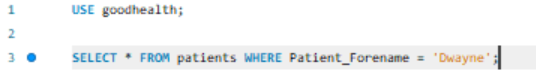 1 USE goodhealth;
2
3 SELECT * FROM patients WHERE Patient_Forename = 'Dwayne';